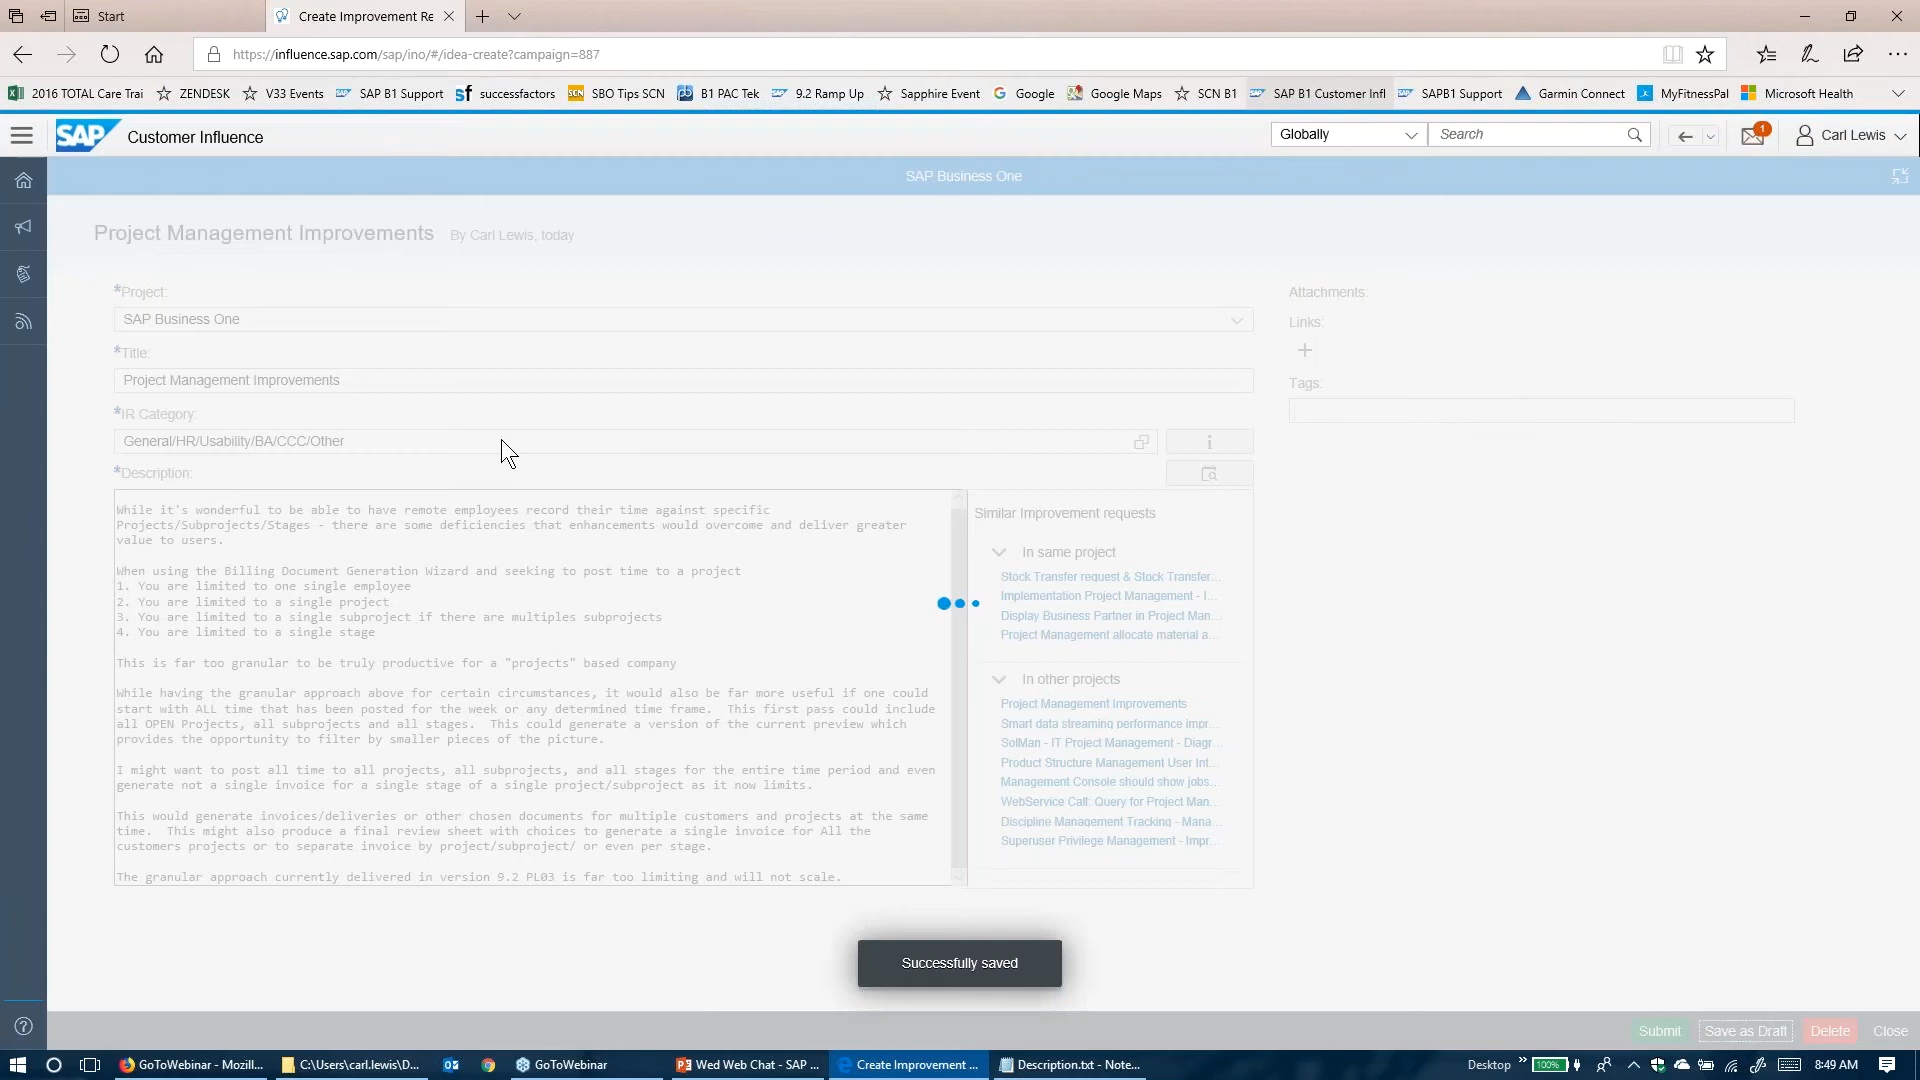 Start
Create Improvement Re
https://influence.sap.com/sap/ino/#/idea-create?campaign=887
2016 TOTAL Care Trai
ZENDESK
V33 Events
SAP B1 Support
successfactors
SBO Tips SCN
B1 PAC Tek
9.2 Ramp Up
Sapphire Event
Google
Google Maps
SCN B1
SAP B1 Customer Infl
SAPB1 Support
Garmin Connect
MyFitnessPal
Microsoft Health
SAP
Customer Influence
Globally
Search
1
Carl Lewis
SAP Business One
Project Management Improvements
By Carl Lewis, today
*Project:
SAP Business One
*Title:
Project Management Improvements
*IR Category:
General/HR/Usability/BA/CCC/Other
*Description:
While it's wonderful to be able to have remote employees record their time against specific
Projects/Subprojects/Stages - there are some deficiencies that enhancements would overcome and deliver greater
value to users.
When using the Billing Document Generation Wizard and seeking to post time to a project
1. You are limited to one single employee
2. You are limited to a single project
3. You are limited to a single subproject if there are multiples subprojects
4. You are limited to a single stage
This is far too granular to be truly productive for a "projects" based company
While having the granular approach above for certain circumstances, it would also be far more useful if one could
start with ALL time that has been posted for the week or any determined time frame. This first pass could include
all OPEN Projects, all subprojects and all stages. This could generate a version of the current preview which
provides the opportunity to filter by smaller pieces of the picture.
I might want to post all time to all projects, all subprojects, and all stages for the entire time period and even
generate not a single invoice for a single stage of a single project/subproject as it now limits.
This would generate invoices/deliveries or other chosen documents for multiple customers and projects at the same
time. This might also produce a final review sheet with choices to generate a single invoice for All the
customers projects or to separate invoice by project/subproject/ or even per stage.
The granular approach currently delivered in version 9.2 PL03 is far too limiting and will not scale.
Similar Improvement requests
In same project
Stock Transfer request & Stock Transfer...
Implementation Project Management - I...
Display Business Partner in Project Man...
Project Management allocate material a...
In other projects
Project Management Improvements
Smart data streaming performance impr...
SolMan - IT Project Management - Diagr...
Product Structure Management User Int...
Management Console should show jobs...
WebService Call: Query for Project Man...
Discipline Management Tracking - Mana...
Superuser Privilege Management - Impr...
Attachments:
Links:
Tags:
Successfully saved
Submit
Save as Draft
Delete
Close
GoToWebinar - Mozill...
C:\Users\carl.lewis\D...
GoToWebinar
Wed Web Chat - SAP ...
Create Improvement ...
Description.txt - Note...
Desktop
100%
8:49 AM